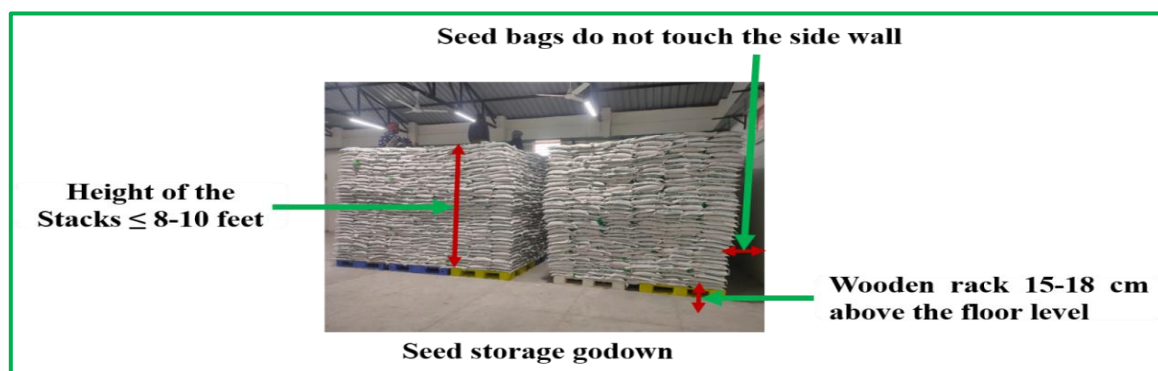 Seed bags do not touch the side wall
Height of the
Stacks ≤ 8-10 feet
Wooden rack 15-18 cm
above the floor level
Seed storage godown